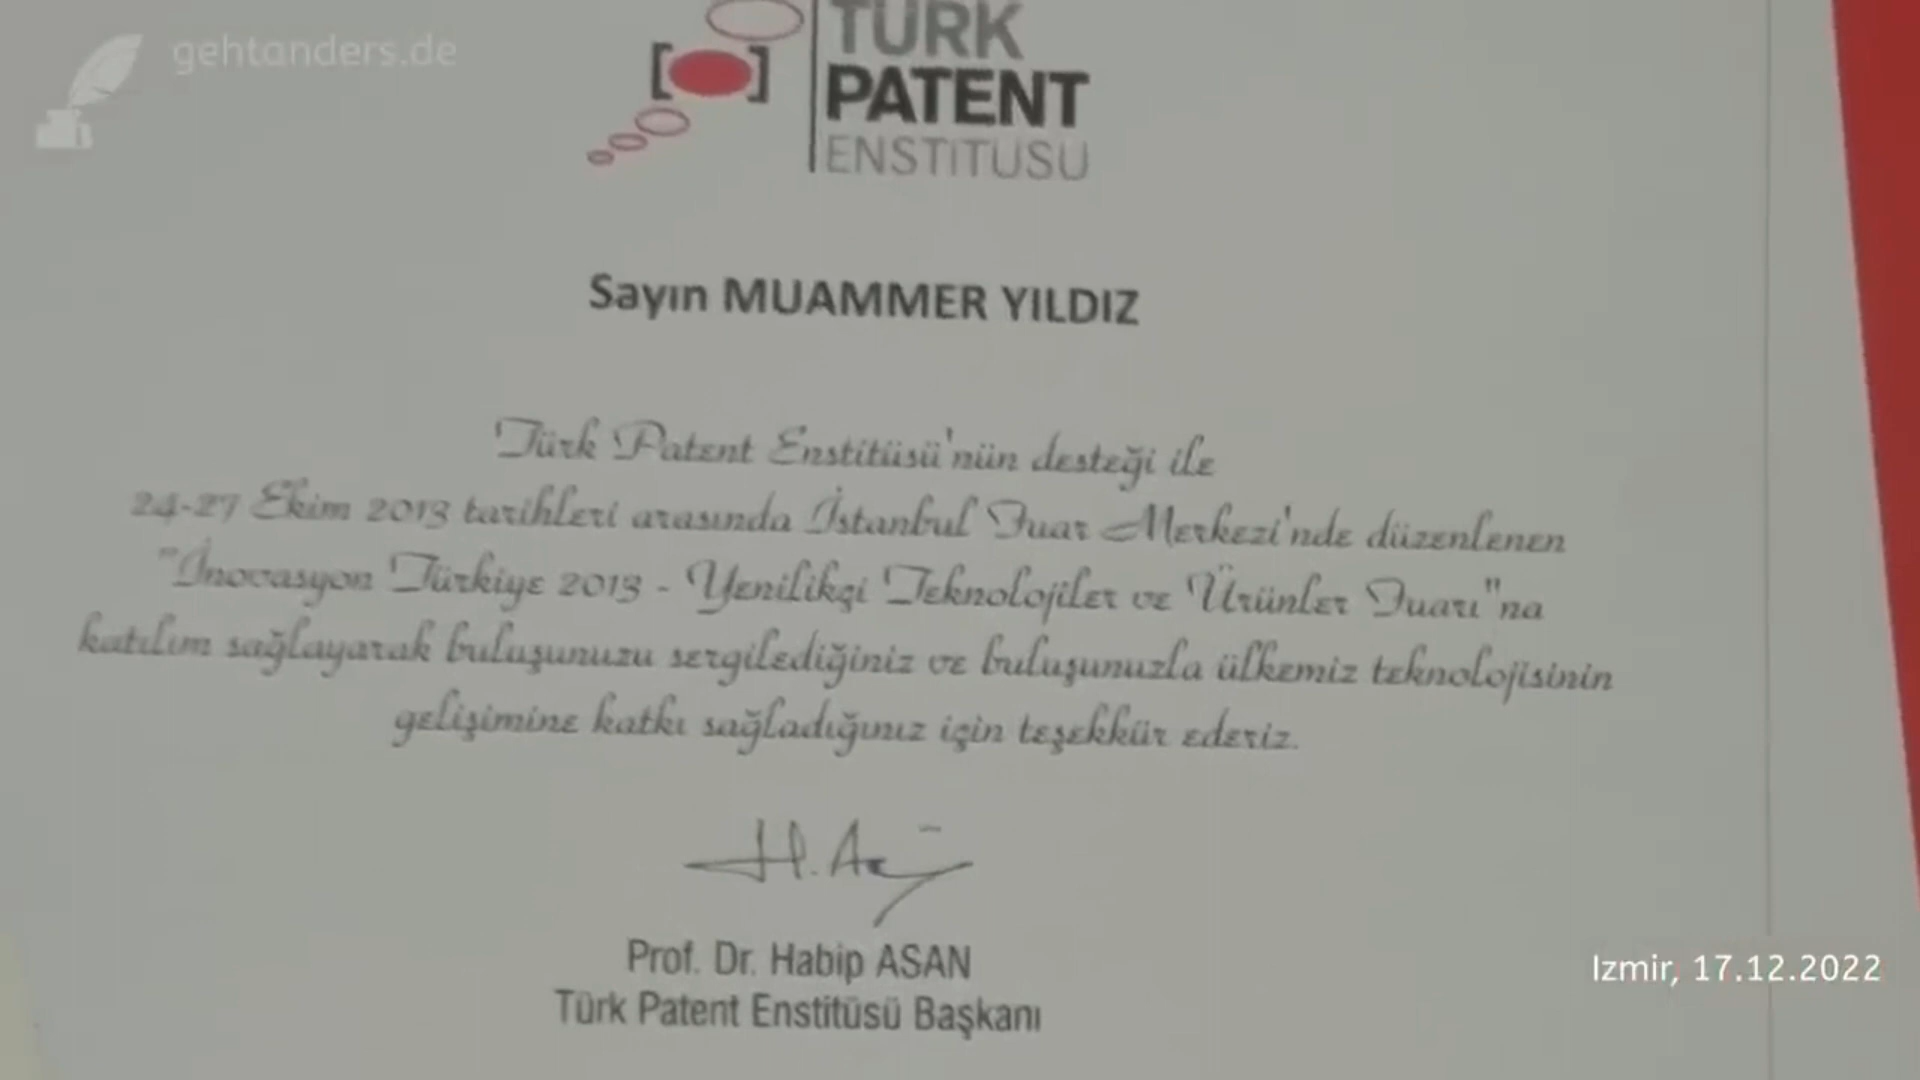 gehtanders.de
TÜRK
PATENT
ENSTİTÜSÜ
Sayın MUAMMER YILDIZ
Türk Patent Enstitüsü'nün desteği ile
24-27 Ekim 2013 tarihleri arasında İstanbul Fuar Merkezi'nde düzenlenen
"İnovasyon Türkiye 2013 - Yenilikçi Teknolojiler ve Ürünler Fuarı"na
katılım sağlayarak buluşunuzu sergilediğiniz ve buluşunuzla ülkemiz teknolojisinin
gelişimine katkı sağladığınız için teşekkür ederiz.
H. Asan
Prof. Dr. Habip ASAN
Türk Patent Enstitüsü Başkanı
Izmir, 17.12.2022